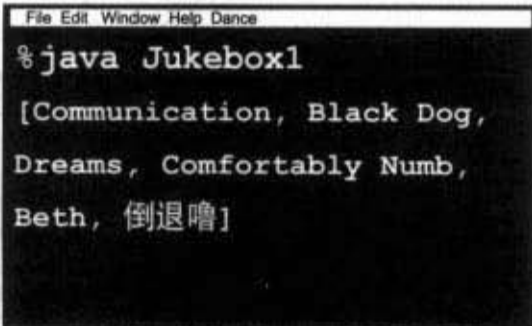 File Edit Window Help Dance
%java Jukebox1
[Communication, Black Dog,
Dreams, Comfortably Numb,
Beth, 倒退噜]